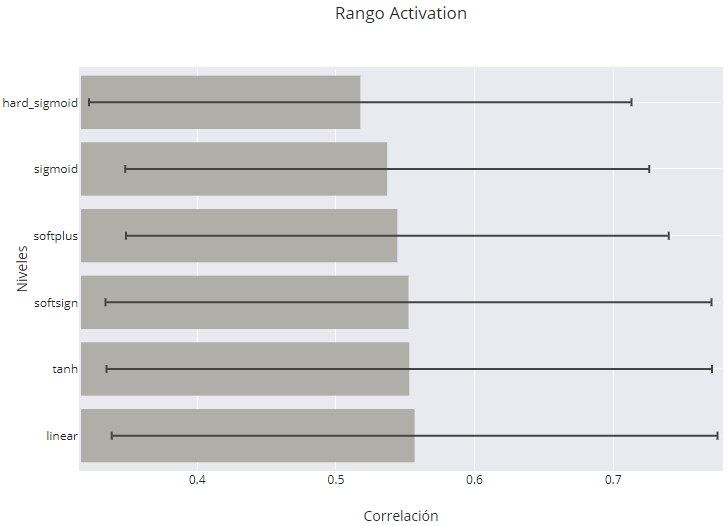 Rango Activation
hard_sigmoid
sigmoid
softplus
softsign
tanh
linear
Niveles
0.4 0.5 0.6 0.7
Correlación